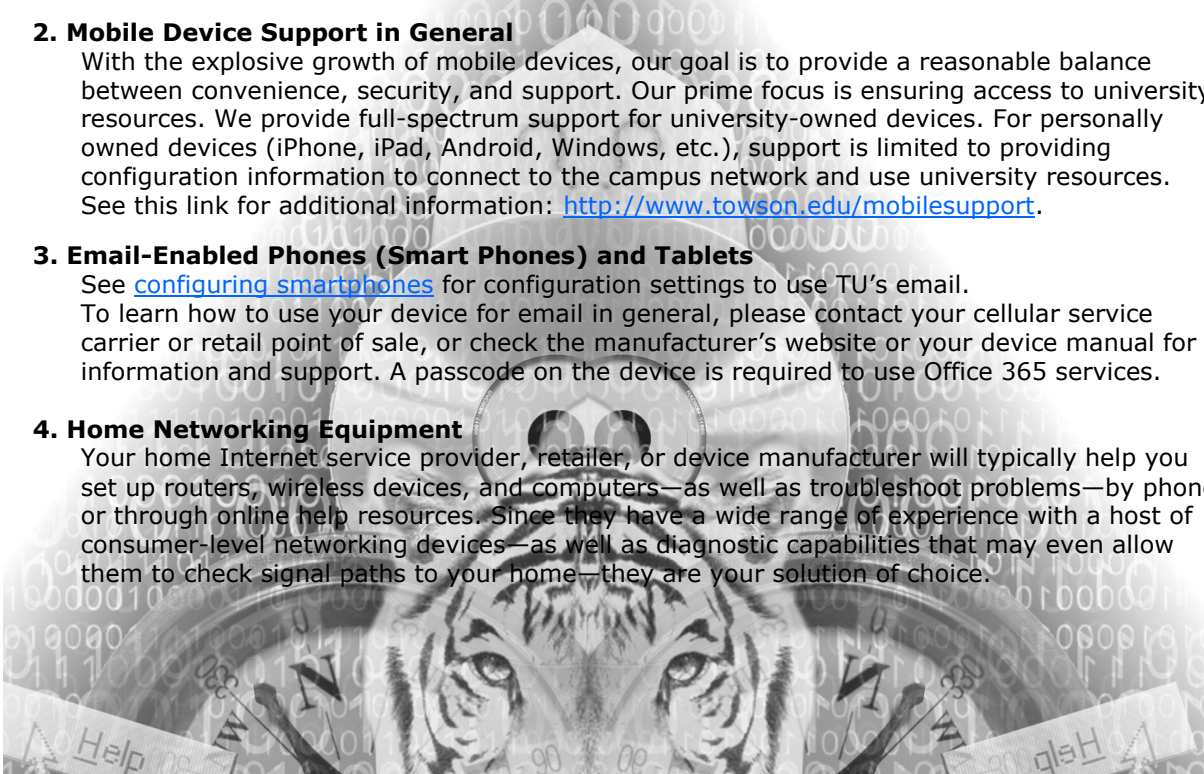 2. Mobile Device Support in General
With the explosive growth of mobile devices, our goal is to provide a reasonable balance
between convenience, security, and support. Our prime focus is ensuring access to university
resources. We provide full-spectrum support for university-owned devices. For personally
owned devices (iPhone, iPad, Android, Windows, etc.), support is limited to providing
configuration information to connect to the campus network and use university resources.
See this link for additional information: http://www.towson.edu/mobilesupport.
3. Email-Enabled Phones (Smart Phones) and Tablets
See configuring smartphones for configuration settings to use TU’s email.
To learn how to use your device for email in general, please contact your cellular service
carrier or retail point of sale, or check the manufacturer’s website or your device manual for
information and support. A passcode on the device is required to use Office 365 services.
4. Home Networking Equipment
Your home Internet service provider, retailer, or device manufacturer will typically help you
set up routers, wireless devices, and computers—as well as troubleshoot problems—by phone
or through online help resources. Since they have a wide range of experience with a host of
consumer-level networking devices—as well as diagnostic capabilities that may even allow
them to check signal paths to your home—they are your solution of choice.
N
N
330
330
W
W
Help
Help